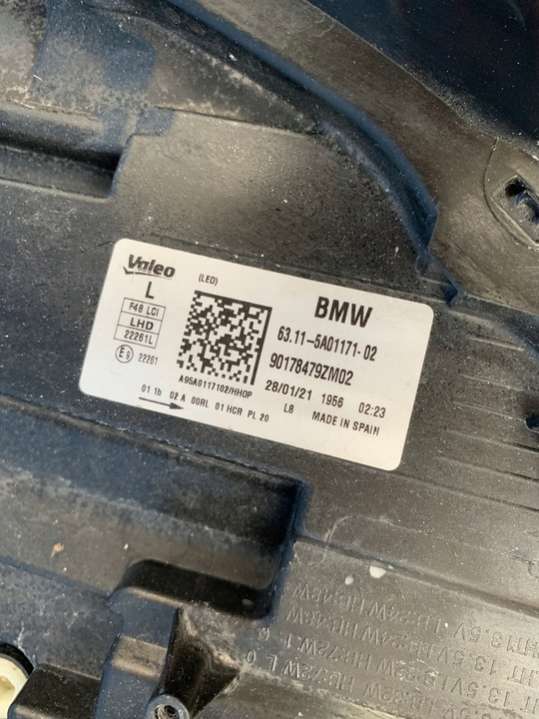 Valeo
(LED)
BMW
L
F48 LCI
LHD
22261L
E9 22261
63.11-5A01171-02
90178479ZM02
A95A0117102/HH0P
28/01/21 1956 02:23
01 1b 02 A 00RL 01 HCR PL 20
L8 MADE IN SPAIN